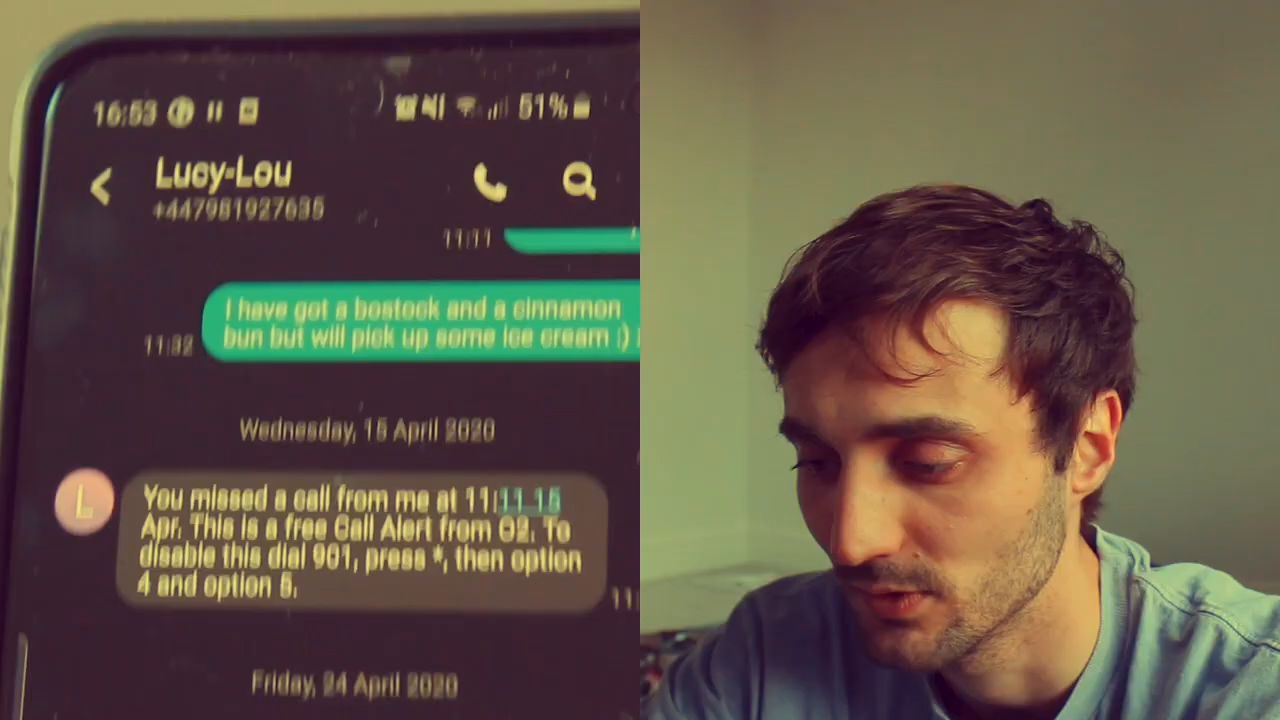 16:53
51%
Lucy-Lou
+447981927635
11:11
I have got a bostock and a cinnamon
bun but will pick up some ice cream :)
11:32
Wednesday, 15 April 2020
L
You missed a call from me at 11:11 15
Apr. This is a free Call Alert from O2. To
disable this dial 901, press *, then option
4 and option 5.
11
Friday, 24 April 2020